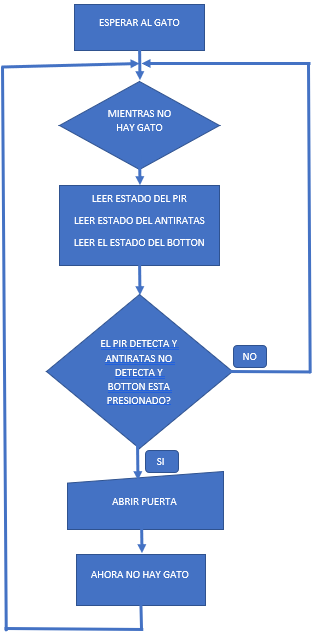 ESPERAR AL GATO
MIENTRAS NO
HAY GATO
LEER ESTADO DEL PIR
LEER ESTADO DEL ANTIRATAS
LEER EL ESTADO DEL BOTTON
EL PIR DETECTA Y
ANTIRATAS NO
DETECTA Y
BOTTON ESTA
PRESIONADO?
NO
SI
ABRIR PUERTA
AHORA NO HAY GATO